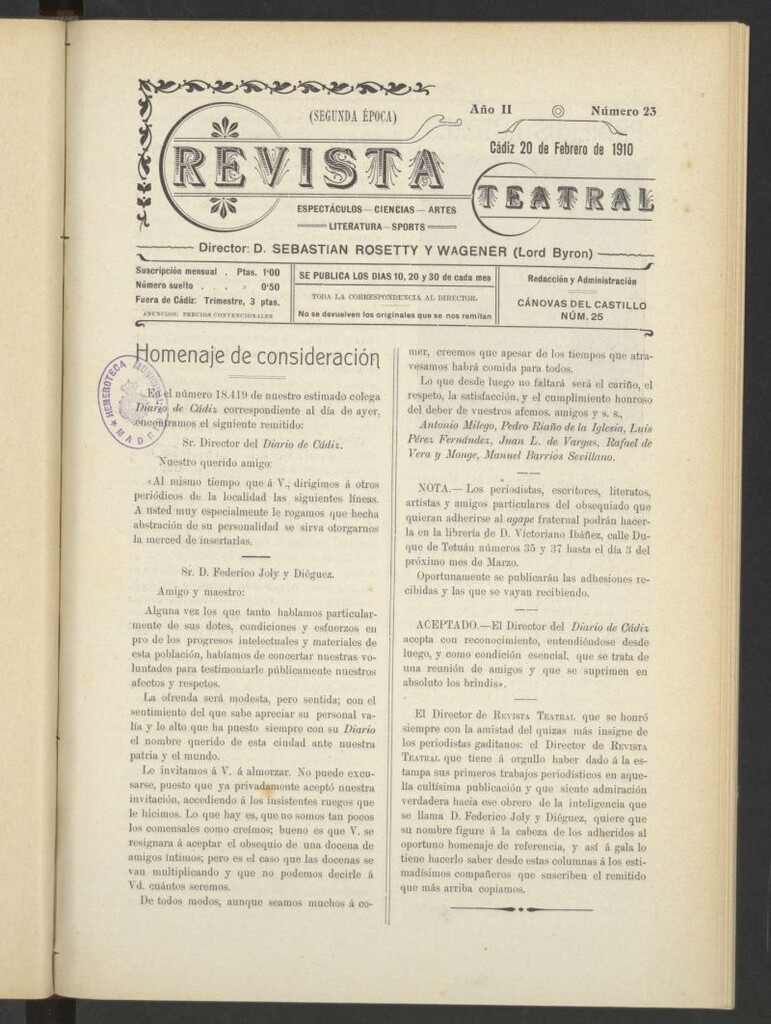 (SEGUNDA ÉPOCA)
Año II
Número 23
REVISTA
Cádiz 20 de Febrero de 1910
TEATRAL
ESPECTÁCULOS—CIENCIAS—ARTES
LITERATURA—SPORTS
Director: D. SEBASTIAN ROSETTY Y WAGENER (Lord Byron)
Suscripción mensual . Ptas. 1'00
Número suelto . . . » 0'50
Fuera de Cádiz: Trimestre, 3 ptas.
ANUNCIOS: PRECIOS CONVENCIONALES
SE PUBLICA LOS DIAS 10, 20 y 30 de cada mes
TODA LA CORRESPONDENCIA AL DIRECTOR.
No se devuelven los originales que se nos remitan
Redacción y Administración
CÁNOVAS DEL CASTILLO
NÚM. 25
HEMEROTECA MUNICIPAL
MADRID
Homenaje de consideración
En el número 18.419 de nuestro estimado colega
Diario de Cádiz correspondiente al día de ayer,
encontramos el siguiente remitido:
Sr. Director del Diario de Cádiz.
Nuestro querido amigo:
«Al mismo tiempo que á V., dirigimos á otros
periódicos de la localidad las siguientes líneas.
A usted muy especialmente le rogamos que hecha
abstración de su personalidad se sirva otorgarnos
la merced de insertarlas.
Sr. D. Federico Joly y Diéguez.
Amigo y maestro:
Alguna vez los que tanto hablamos particular-
mente de sus dotes, condiciones y esfuerzos en
pro de los progresos intelectuales y materiales de
esta población, habíamos de concertar nuestras vo-
luntades para testimoniarle públicamente nuestros
afectos y respetos.
La ofrenda será modesta, pero sentida; con el
sentimiento del que sabe apreciar su personal va-
lía y lo alto que ha puesto siempre con su Diario
el nombre querido de esta ciudad ante nuestra
patria y el mundo.
Le invitamos á V. á almorzar. No puede excu-
sarse, puesto que ya privadamente aceptó nuestra
invitación, accediendo á los insistentes ruegos que
le hicimos. Lo que hay es, que no somos tan pocos
los comensales como creímos; bueno es que V. se
resignara á aceptar el obsequio de una docena de
amigos íntimos; pero es el caso que las docenas se
van multiplicando y que no podemos decirle á
Vd. cuántos seremos.
De todos modos, aunque seamos muchos á co-
mer, creemos que apesar de los tiempos que atra-
vesamos habrá comida para todos.
Lo que desde luego no faltará será el cariño, el
respeto, la satisfacción, y el cumplimiento honroso
del deber de vuestros afcmos. amigos y s. s.,
Antonio Milego, Pedro Riaño de la Iglesia, Luis
Pérez Fernández, Juan L. de Vargas, Rafael de
Vera y Monge, Manuel Barrios Sevillano.
NOTA.—Los periodistas, escritores, literatos,
artistas y amigos particulares del obsequiado que
quieran adherirse al agape fraternal podrán hacer-
la en la librería de D. Victoriano Ibáñez, calle Du-
que de Tetuán números 35 y 37 hasta el día 3 del
próximo mes de Marzo.
Oportunamente se publicarán las adhesiones re-
cibidas y las que se vayan recibiendo.
ACEPTADO.—El Director del Diario de Cádiz
acepta con reconocimiento, entendiéndose desde
luego, y como condición esencial, que se trata de
una reunión de amigos y que se suprimen en
absoluto los brindis».
El Director de REVISTA TEATRAL que se honró
siempre con la amistad del quizas más insigne de
los periodistas gaditanos: el Director de REVISTA
TEATRAL que tiene á orgullo haber dado á la es-
tampa sus primeros trabajos periodísticos en aque-
lla cultísima publicación y que siente admiración
verdadera hacia ese obrero de la inteligencia que
se llama D. Federico Joly y Diéguez, quiere que
su nombre figure á la cabeza de los adheridos al
oportuno homenaje de referencia, y así á gala lo
tiene hacerlo saber desde estas columnas á los esti-
madísimos compañeros que suscriben el remitido
que más arriba copiamos.